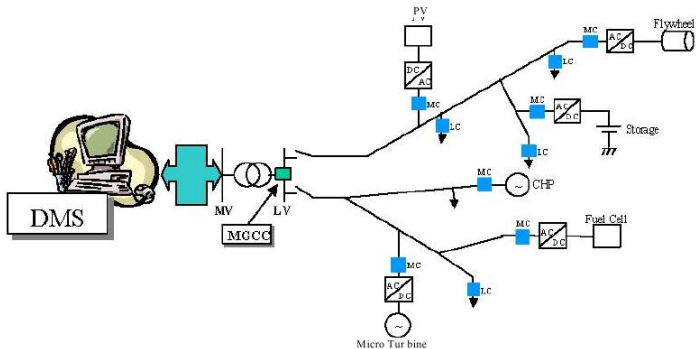 PV
Flywheel
MC
AC
DC
LC
DC
AC
MC
MC
AC
DC
LC
Storage
LC
MC
CHP
DMS
MV
LV
MGCC
Fuel Cell
MC
AC
DC
MC
LC
AC
DC
Micro Tur bine